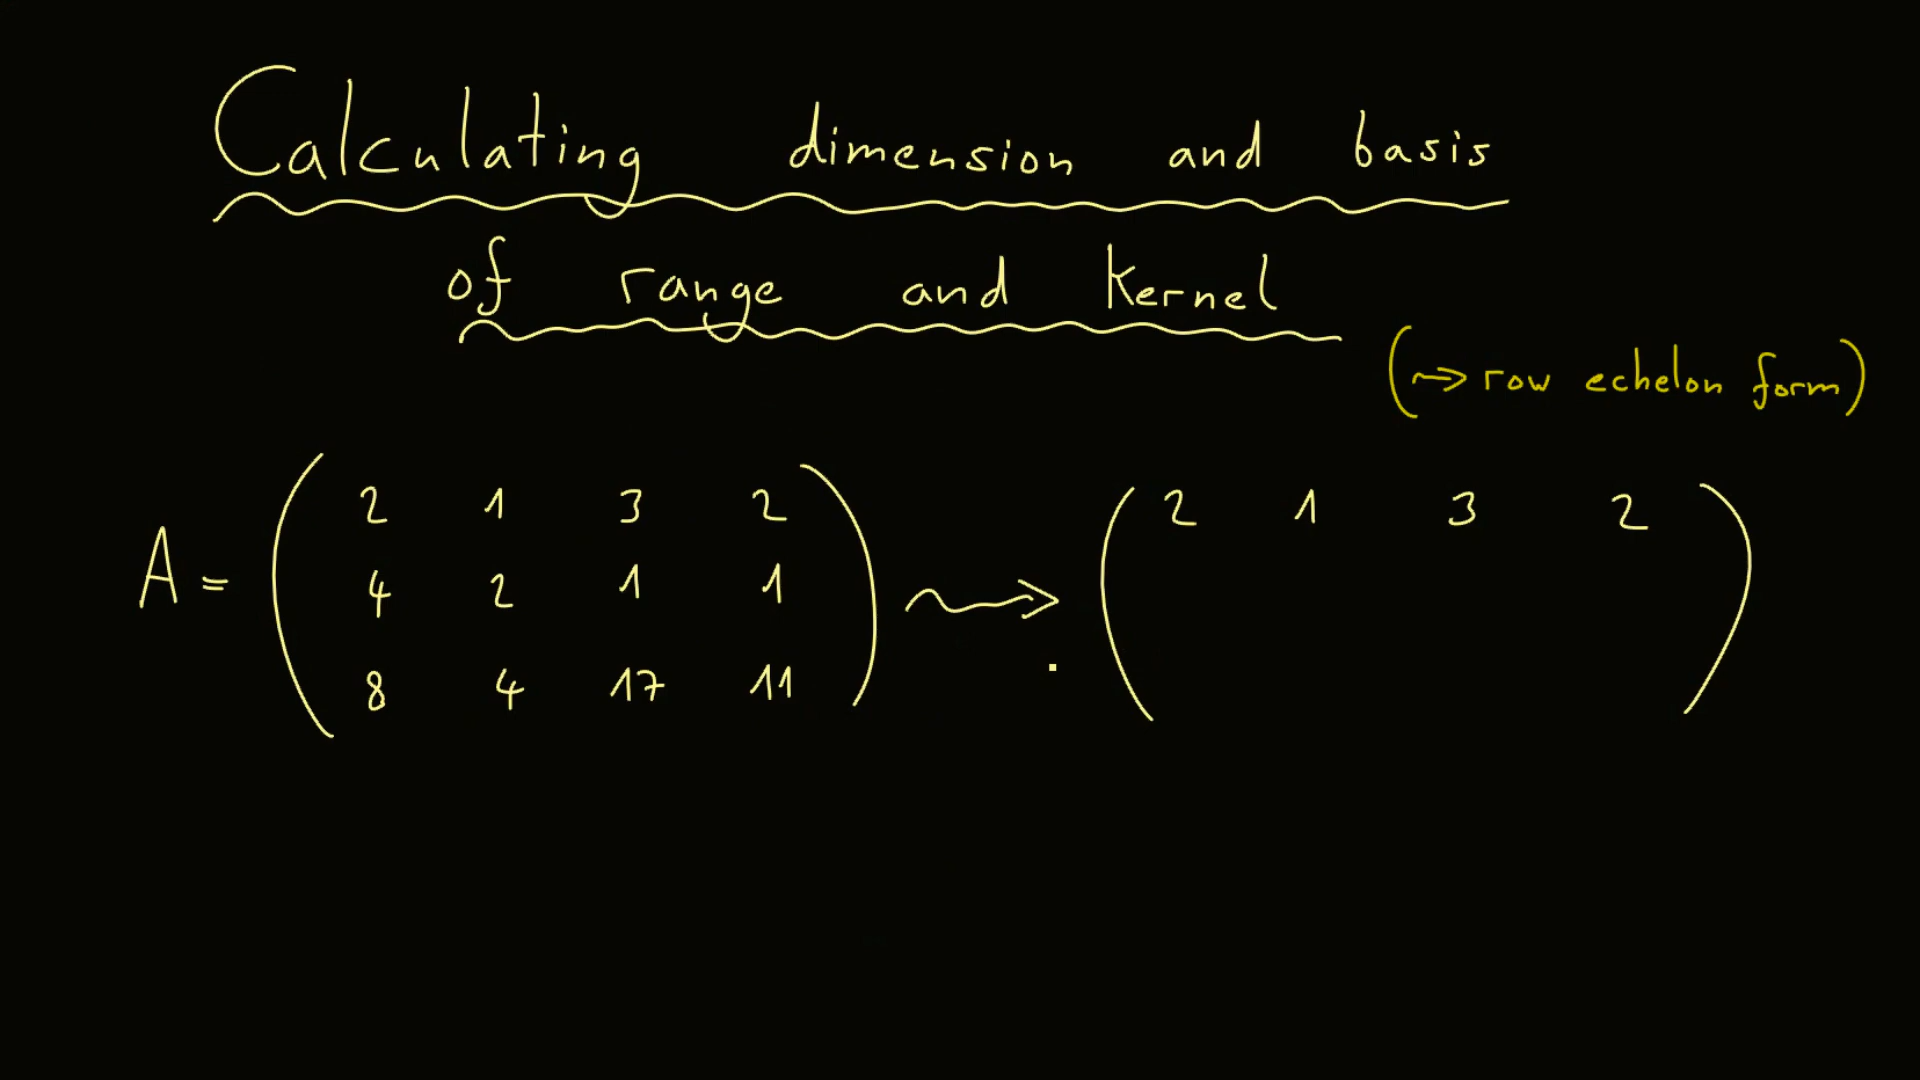 Calculating dimension and basis
of range and kernel
(⇝ row echelon form)
2 1 3 2 2 1 3 2
A = 4 2 1 1 ⇝
8 4 17 11